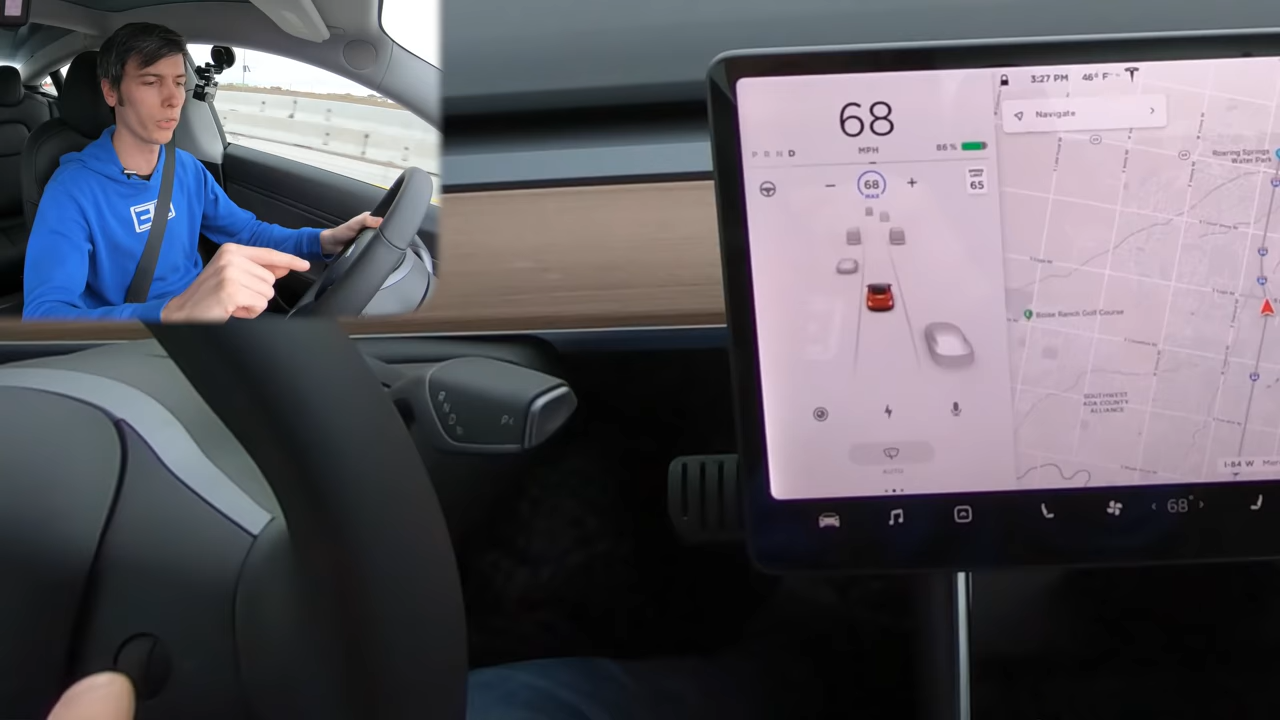 68
MPH
P R N D
86 %
68
MAX
SPEED
LIMIT
65
3:27 PM 46° F
Navigate
Roaring Springs
Water Park
Boise Ranch Golf Course
SOUTHWEST
ADA COUNTY
ALLIANCE
I-84 W
AUTO
68°
R
N
D
P